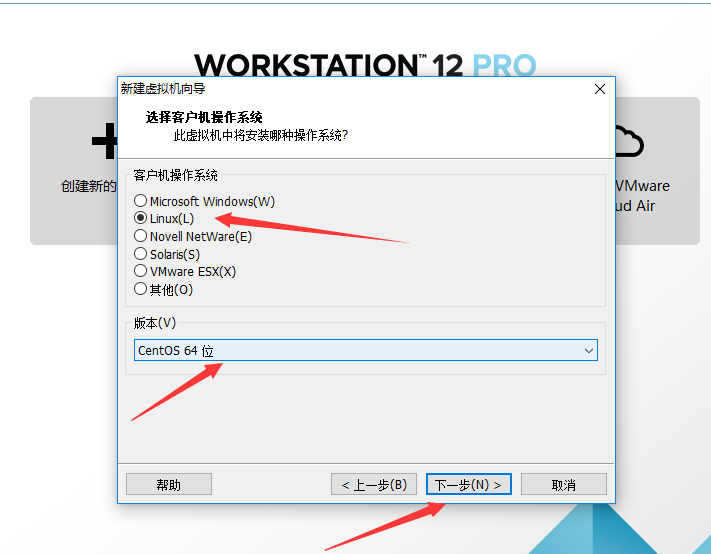 WORKSTATION™ 12 PRO
新建虚拟机向导
选择客户机操作系统
此虚拟机中将安装哪种操作系统?
创建新的
VMware
ud Air
客户机操作系统
Microsoft Windows(W)
Linux(L)
Novell NetWare(E)
Solaris(S)
VMware ESX(X)
其他(O)
版本(V)
CentOS 64 位
帮助
< 上一步(B)
下一步(N) >
取消